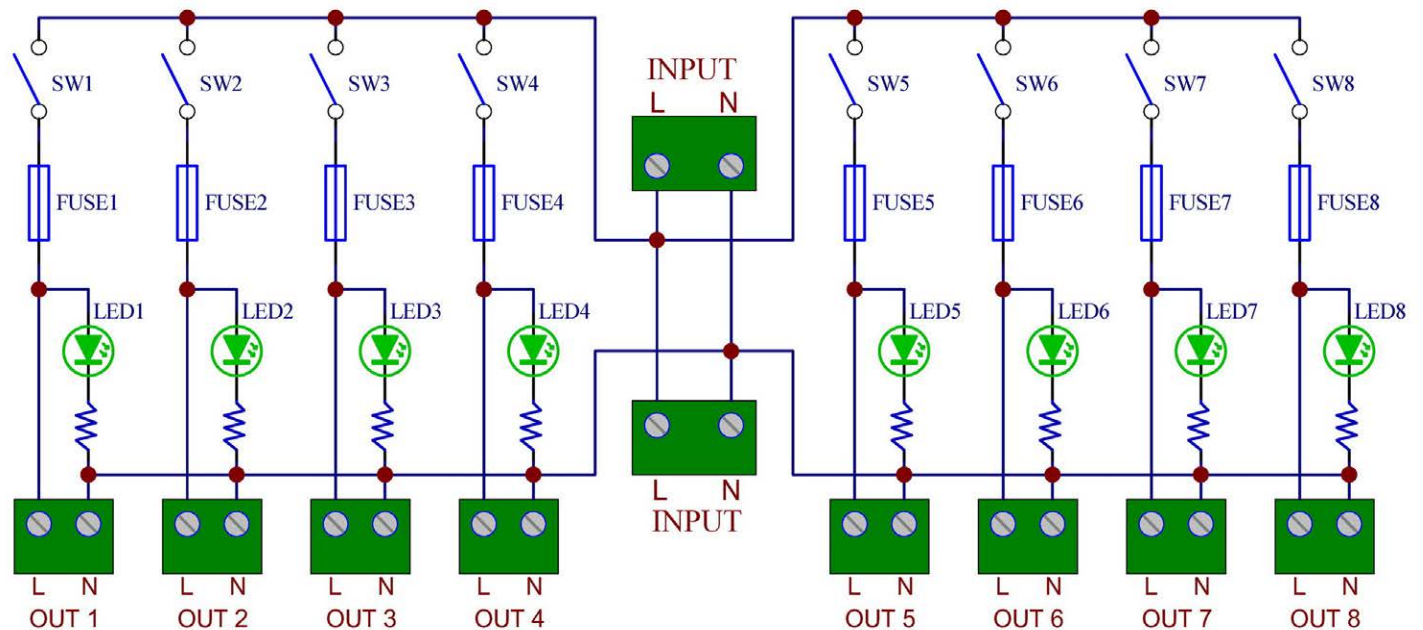 INPUT
L N
SW1 SW2 SW3 SW4 SW5 SW6 SW7 SW8
FUSE1 FUSE2 FUSE3 FUSE4 FUSE5 FUSE6 FUSE7 FUSE8
LED1 LED2 LED3 LED4 LED5 LED6 LED7 LED8
L N
INPUT
L N L N L N L N L N L N L N L N
OUT 1 OUT 2 OUT 3 OUT 4 OUT 5 OUT 6 OUT 7 OUT 8